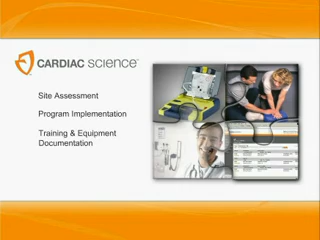 CARDIAC science
Site Assessment
Program Implementation
Training & Equipment
Documentation